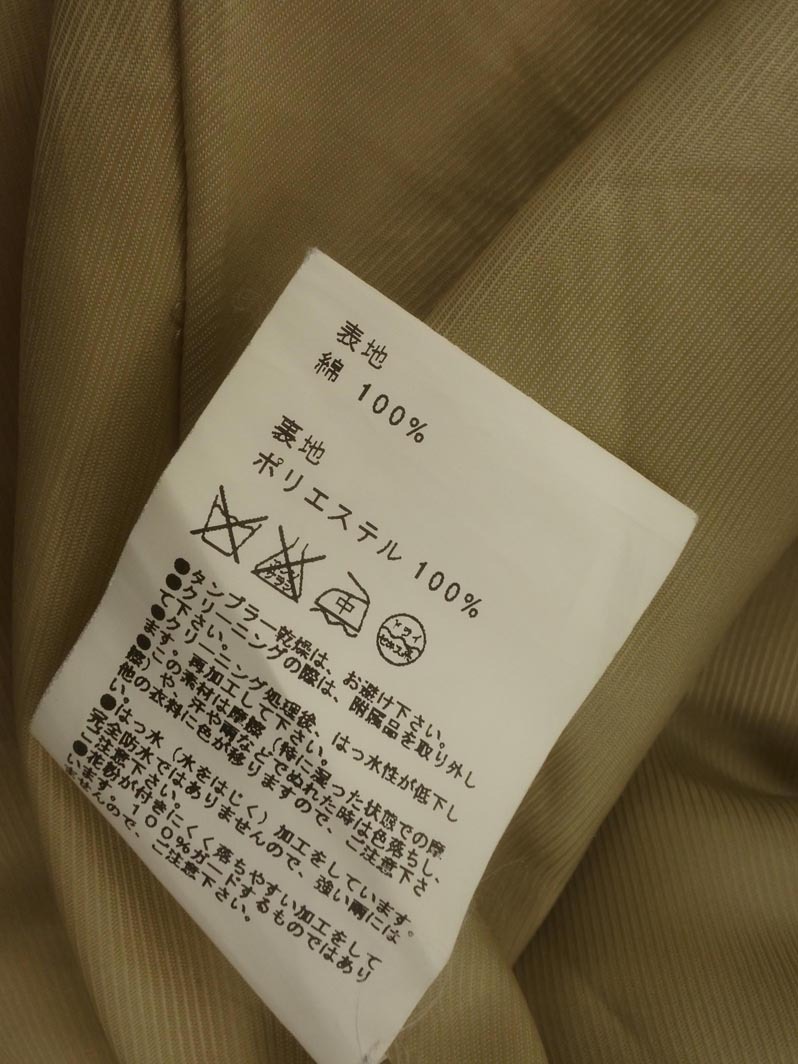 表地
綿 100%
裏地
ポリエステル 100%
エンソ
サラシ
中
ドライ
セキユ系
●タンブラー乾燥は、お避け下さい。
●クリーニングの際は、附属品を取り外し
て下さい。
●クリーニング処理後、はっ水性が低下し
ます。再加工して下さい。
●この素材は摩擦(特に湿った状態での摩
擦)や、汗や雨などでぬれた時は色落ちし、
他の衣料に色が移りますので、ご注意下さ
い。
●はっ水(水をはじく)加工をしています。
完全防水ではありませんので、強い雨には
ご注意下さい。
●花粉が付きにくく落ちやすい加工をして
います。100%ガードするものではあり
ませんので、ご注意下さい。